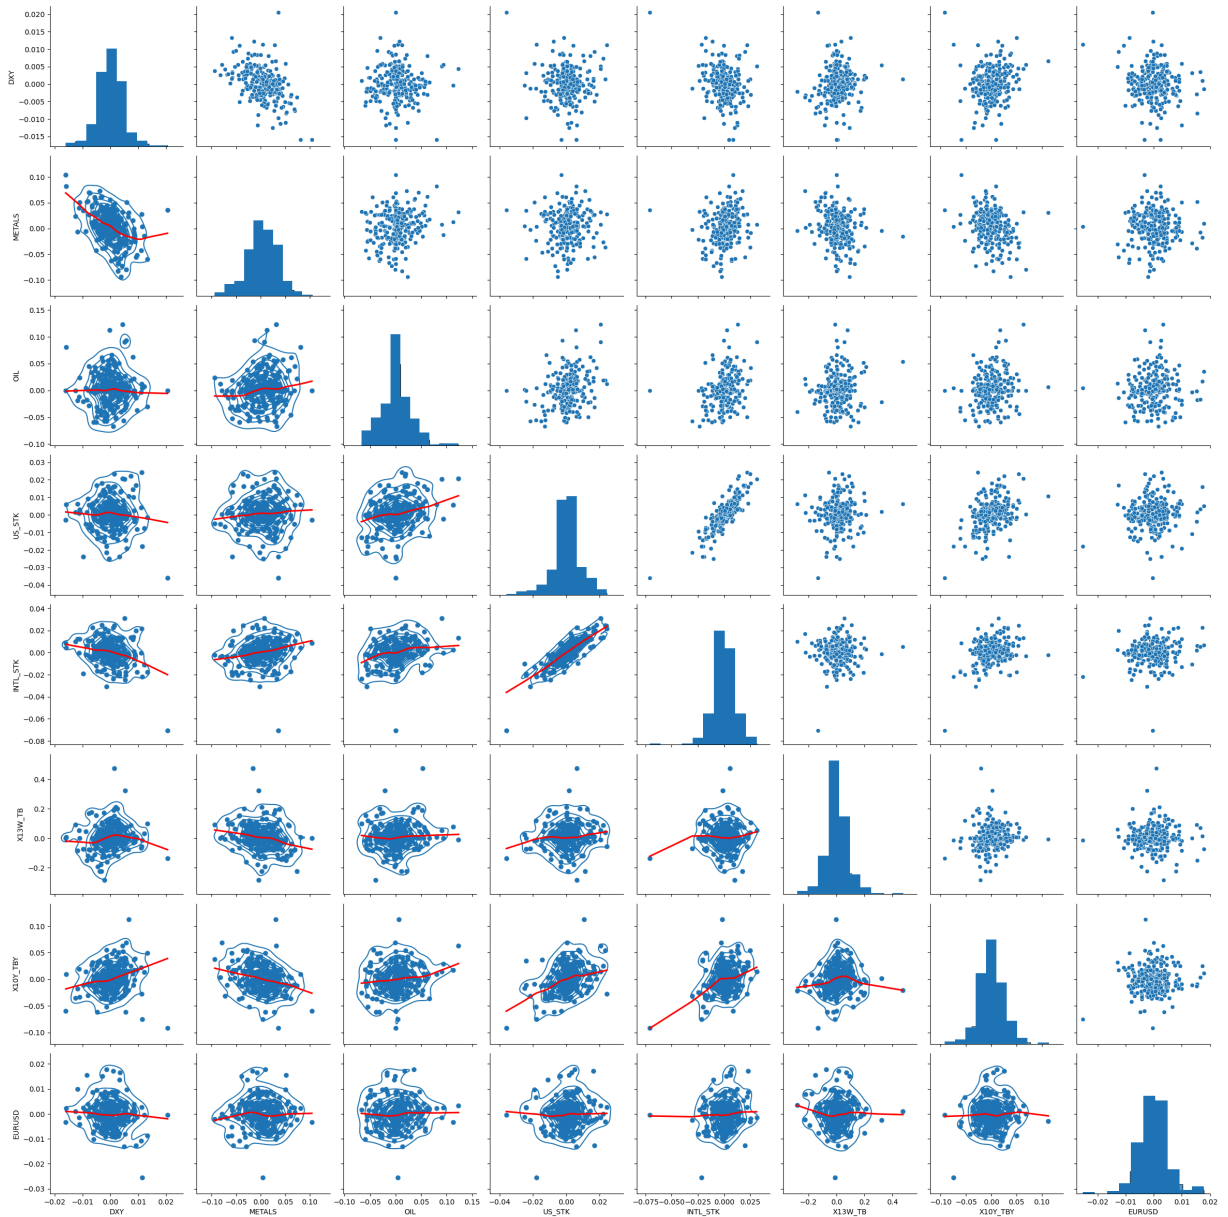 0.020
0.015
0.010
0.005
0.000
−0.005
−0.010
−0.015
DXY
0.10
0.05
0.00
−0.05
−0.10
METALS
0.15
0.10
0.05
0.00
−0.05
−0.10
OIL
0.03
0.02
0.01
0.00
−0.01
−0.02
−0.03
−0.04
US_STK
0.04
0.02
0.00
−0.02
−0.04
−0.06
−0.08
INTL_STK
0.4
0.2
0.0
−0.2
X13W_TB
0.10
0.05
0.00
−0.05
−0.10
X10Y_TBY
0.02
0.01
0.00
−0.01
−0.02
−0.03
EURUSD
−0.02 −0.01 0.00 0.01 0.02
−0.10 −0.05 0.00 0.05 0.10
−0.10 −0.05 0.00 0.05 0.10 0.15
−0.04 −0.02 0.00 0.02
−0.075 −0.050 −0.025 0.000 0.025
−0.2 0.0 0.2 0.4
−0.10 −0.05 0.00 0.05 0.10
−0.02 −0.01 0.00 0.01 0.02
DXY METALS OIL US_STK INTL_STK X13W_TB X10Y_TBY EURUSD